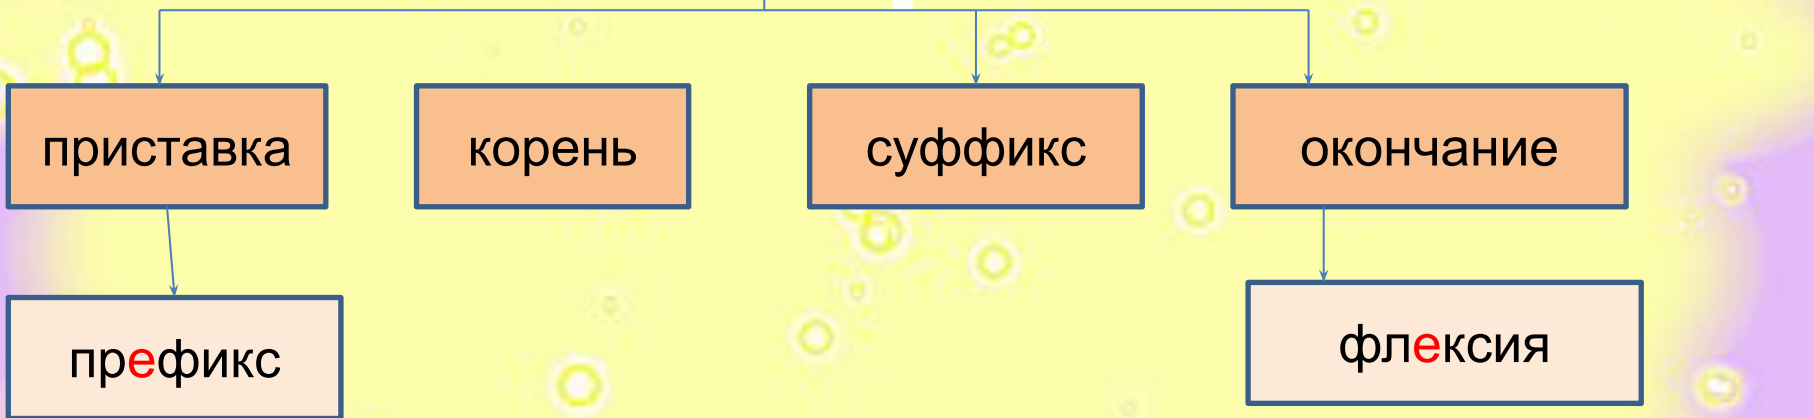 приставка
корень
суффикс
окончание
префикс
флексия